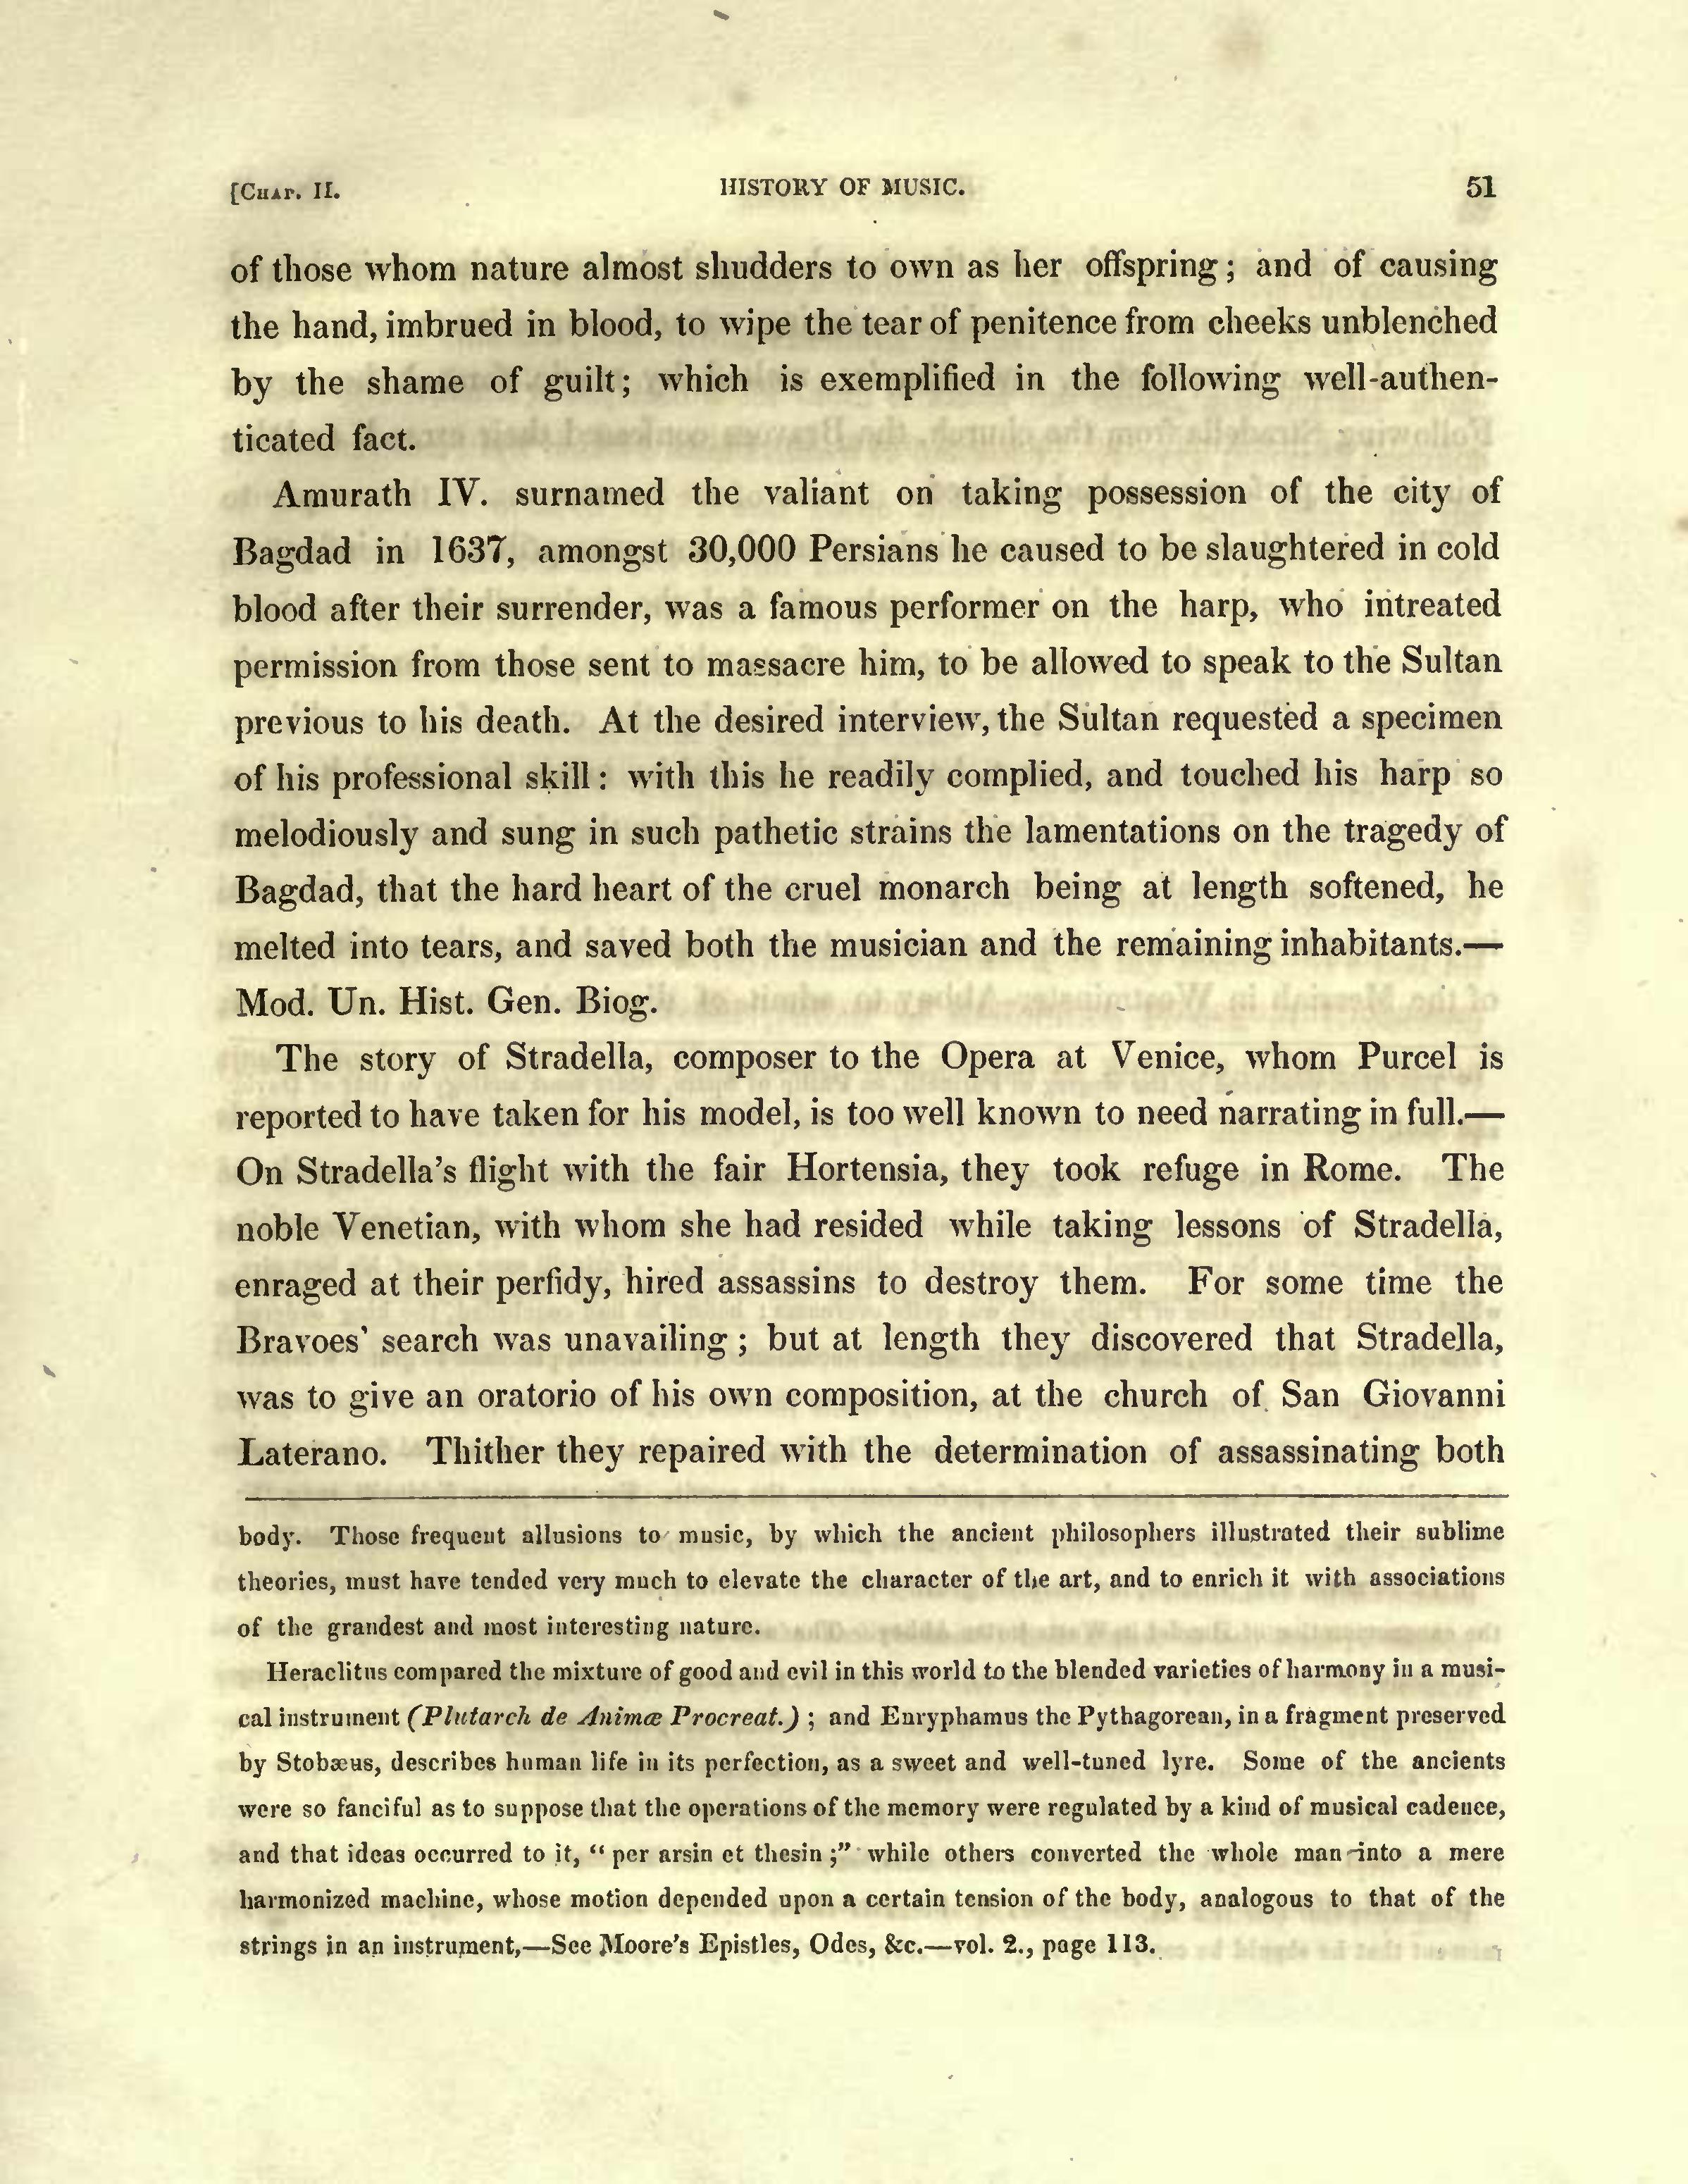 [Chap. II.
HISTORY OF MUSIC.
51
of those whom nature almost shudders to own as her offspring; and of causing
the hand, imbrued in blood, to wipe the tear of penitence from cheeks unblenched
by the shame of guilt; which is exemplified in the following well-authen-
ticated fact.
Amurath IV. surnamed the valiant on taking possession of the city of
Bagdad in 1637, amongst 30,000 Persians he caused to be slaughtered in cold
blood after their surrender, was a famous performer on the harp, who intreated
permission from those sent to massacre him, to be allowed to speak to the Sultan
previous to his death. At the desired interview, the Sultan requested a specimen
of his professional skill: with this he readily complied, and touched his harp so
melodiously and sung in such pathetic strains the lamentations on the tragedy of
Bagdad, that the hard heart of the cruel monarch being at length softened, he
melted into tears, and saved both the musician and the remaining inhabitants.—
Mod. Un. Hist. Gen. Biog.
The story of Stradella, composer to the Opera at Venice, whom Purcel is
reported to have taken for his model, is too well known to need narrating in full.—
On Stradella's flight with the fair Hortensia, they took refuge in Rome. The
noble Venetian, with whom she had resided while taking lessons of Stradella,
enraged at their perfidy, hired assassins to destroy them. For some time the
Bravoes' search was unavailing; but at length they discovered that Stradella,
was to give an oratorio of his own composition, at the church of San Giovanni
Laterano. Thither they repaired with the determination of assassinating both
body. Those frequent allusions to music, by which the ancient philosophers illustrated their sublime
theories, must have tended very much to elevate the character of the art, and to enrich it with associations
of the grandest and most interesting nature.
Heraclitus compared the mixture of good and evil in this world to the blended varieties of harmony in a musi-
cal instrument (Plutarch de Animæ Procreat.); and Euryphamus the Pythagorean, in a fragment preserved
by Stobæus, describes human life in its perfection, as a sweet and well-tuned lyre. Some of the ancients
were so fanciful as to suppose that the operations of the memory were regulated by a kind of musical cadence,
and that ideas occurred to it, "per arsin et thesin;" while others converted the whole man into a mere
harmonized machine, whose motion depended upon a certain tension of the body, analogous to that of the
strings in an instrument,—See Moore's Epistles, Odes, &c.—vol. 2., page 113.